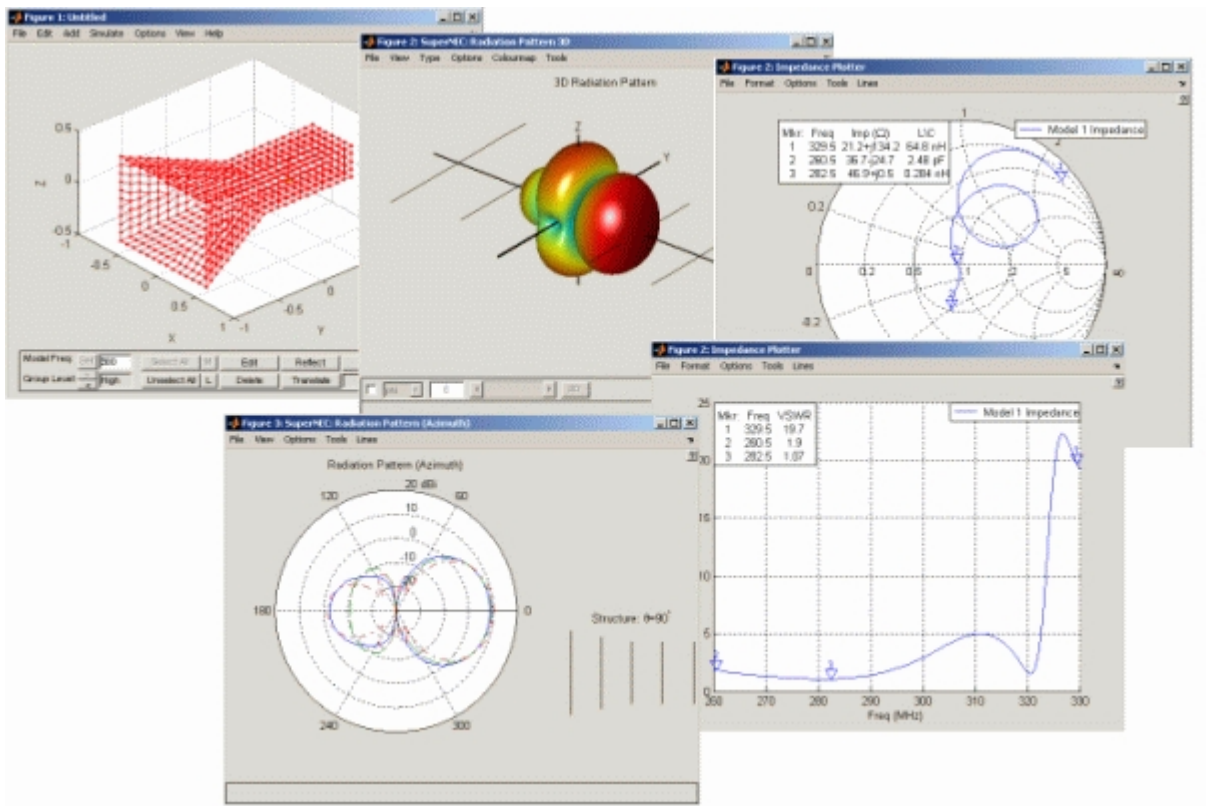 Figure 1: Untitled
File Edit Add Simulate Options View Help
0.5
0
-0.5
Z
-1
-0.5
0
0.5
1
X
-1
-0.5
0
Y
Model Freq
Select All M Edit Reflect
Group Level High Unselect All L Delete Translate
Figure 2: SuperNEC: Radiation Pattern 3D
File View Type Options Colourmap Tools
3D Radiation Pattern
Z
Y
phi 0 3D
Figure 2: Impedance Plotter
File Format Options Tools Lines
Mkr: Freq Imp (Ω) L\C
1 329.5 21.2+j134.2 64.8 nH
2 260.5 36.7-j24.7 2.48 pF
3 282.5 46.9+j0.5 0.284 nH
Model 1 Impedance
1
2
0.2
0 0.2 0.5 1 2 5 ∞
-0.2
Figure 2: Impedance Plotter
File Format Options Tools Lines
Mkr: Freq VSWR
1 329.5 19.7
2 260.5 1.9
3 282.5 1.07
Model 1 Impedance
25
20
15
10
5
0
260 270 280 290 300 310 320 330
Freq (MHz)
Figure 3: SuperNEC: Radiation Pattern (Azimuth)
File View Options Tools Lines
Radiation Pattern (Azimuth)
20 dBi
120 60
10
0
-10
-20
180 0
240 300
Structure: θ=90°